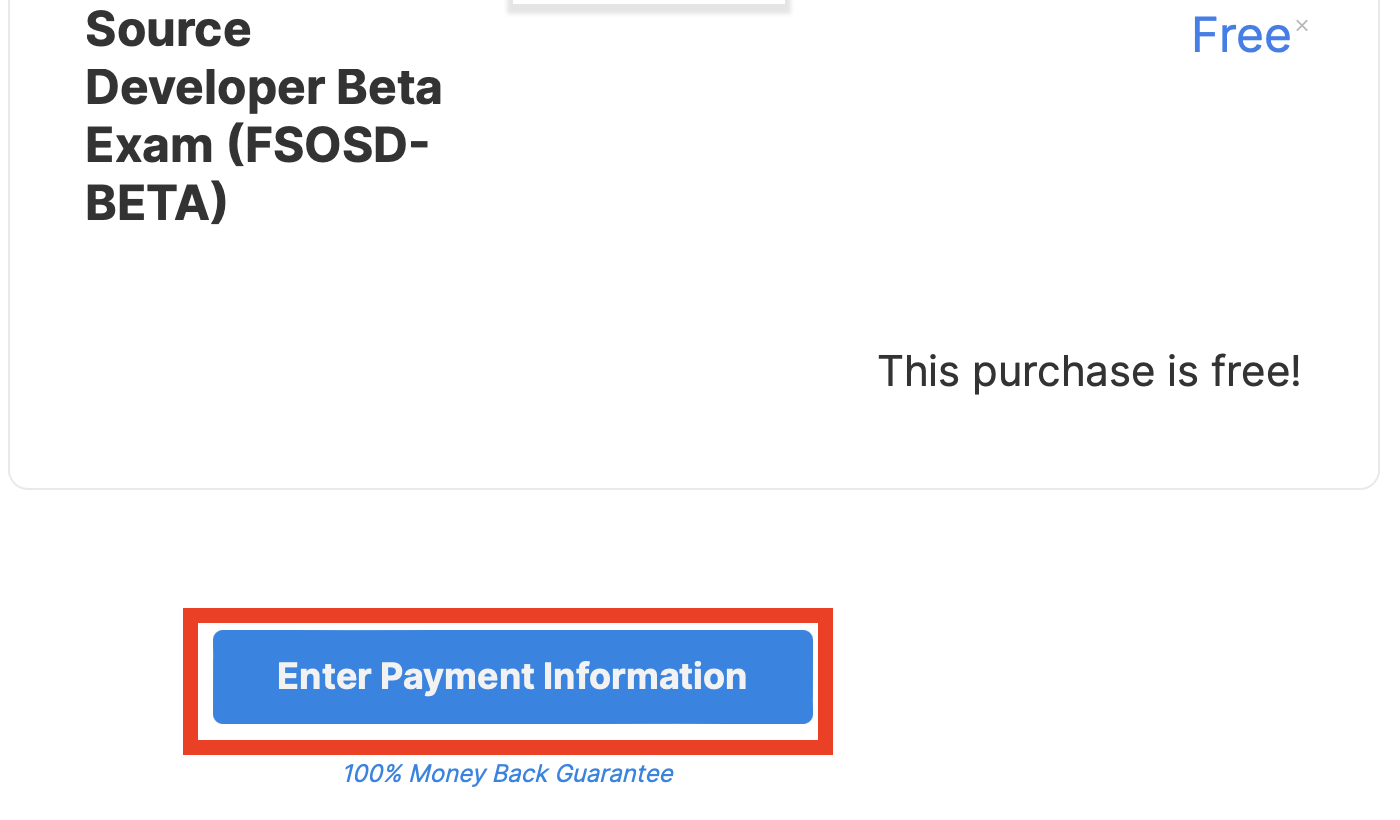 Source
Developer Beta
Exam (FSOSD-
BETA)
Free×
This purchase is free!
Enter Payment Information
100% Money Back Guarantee